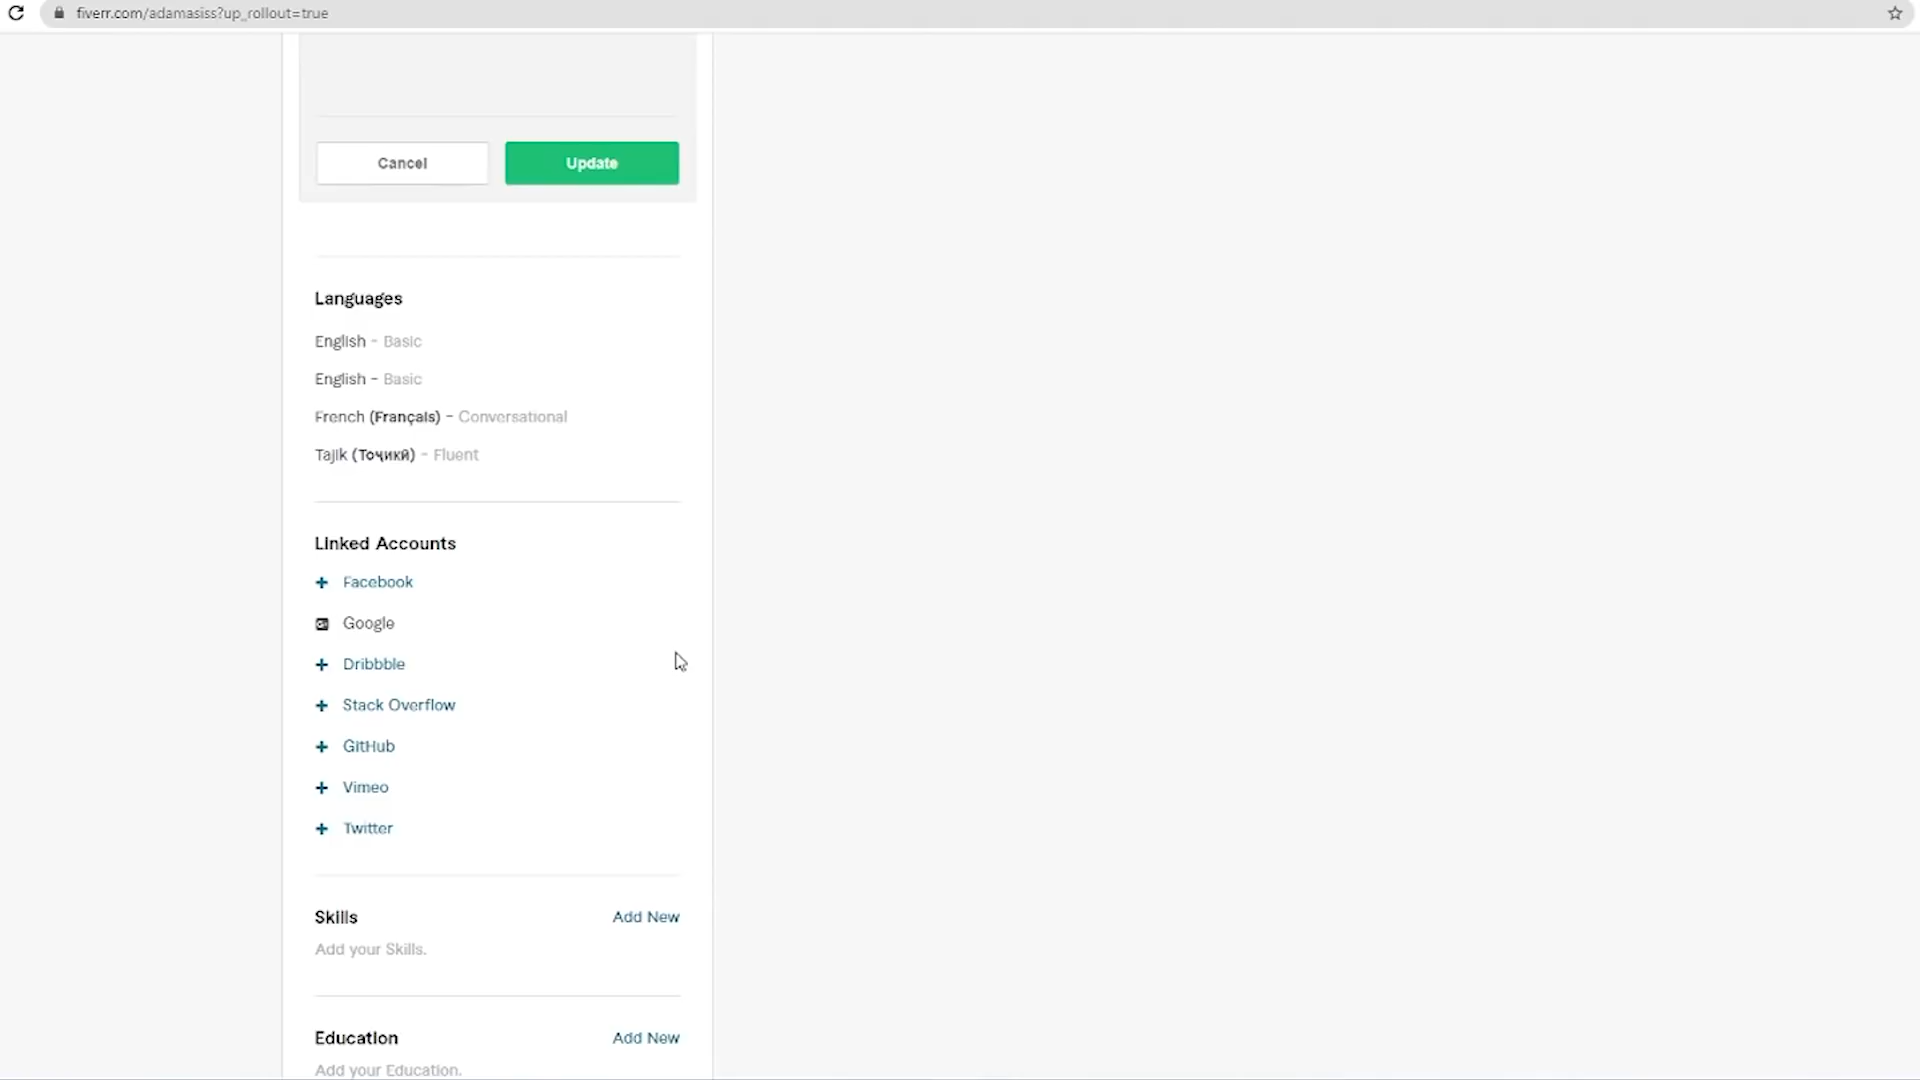 fiverr.com/adamasiss?up_rollout=true
Cancel
Update
Languages
English - Basic
English - Basic
French (Français) - Conversational
Tajik (Тоҷикӣ) - Fluent
Linked Accounts
Facebook
Google
Dribbble
Stack Overflow
GitHub
Vimeo
Twitter
Skills
Add New
Add your Skills.
Education
Add New
Add your Education.